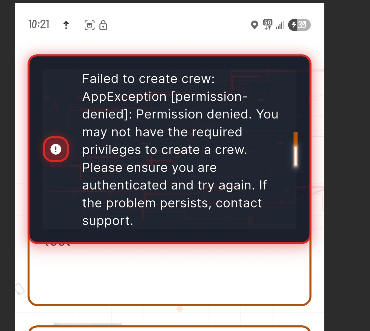 10:21
Failed to create crew:
AppException [permission-
denied]: Permission denied. You
may not have the required
privileges to create a crew.
Please ensure you are
authenticated and try again. If
the problem persists, contact
support.